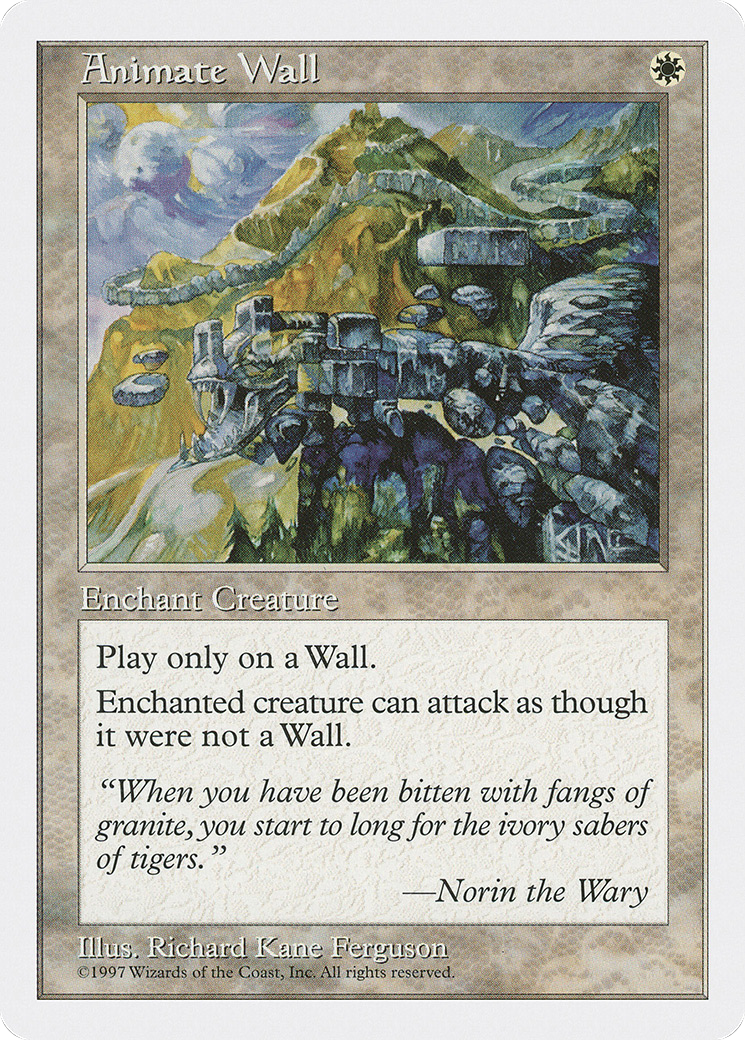 Animate Wall
KANE
Enchant Creature
Play only on a Wall.
Enchanted creature can attack as though
it were not a Wall.
“When you have been bitten with fangs of
granite, you start to long for the ivory sabers
of tigers.”
—Norin the Wary
Illus. Richard Kane Ferguson
©1997 Wizards of the Coast, Inc. All rights reserved.